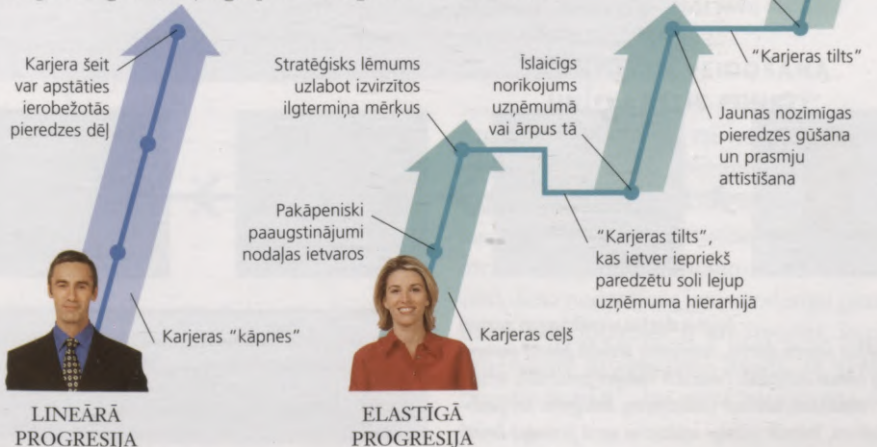 Karjera šeit
var apstāties
ierobežotās
pieredzes dēļ
Karjeras “kāpnes”
LINEĀRĀ
PROGRESIJA
Stratēģisks lēmums
uzlabot izvirzītos
ilgtermiņa mērķus
Pakāpeniski
paaugstinājumi
nodaļas ietvaros
Karjeras ceļš
ELASTĪGĀ
PROGRESIJA
Īslaicīgs
norīkojums
uzņēmumā
vai ārpus tā
“Karjeras tilts”,
kas ietver iepriekš
paredzētu soli lejup
uzņēmuma hierarhijā
“Karjeras tilts”
Jaunas nozīmīgas
pieredzes gūšana
un prasmju
attīstīšana